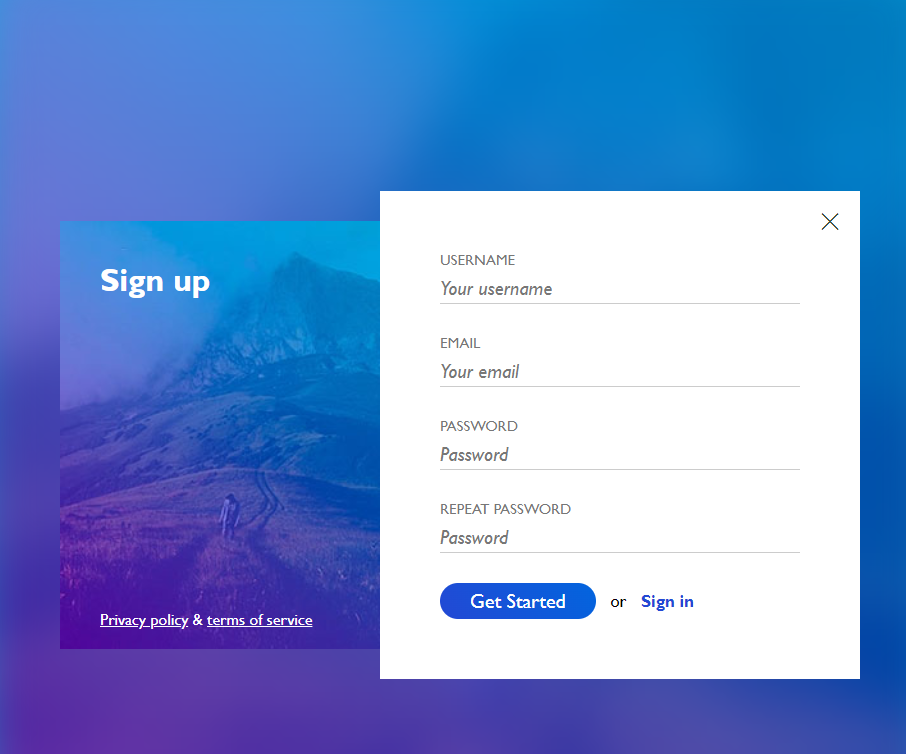 Sign up
Privacy policy & terms of service
USERNAME
Your username
EMAIL
Your email
PASSWORD
Password
REPEAT PASSWORD
Password
Get Started or Sign in